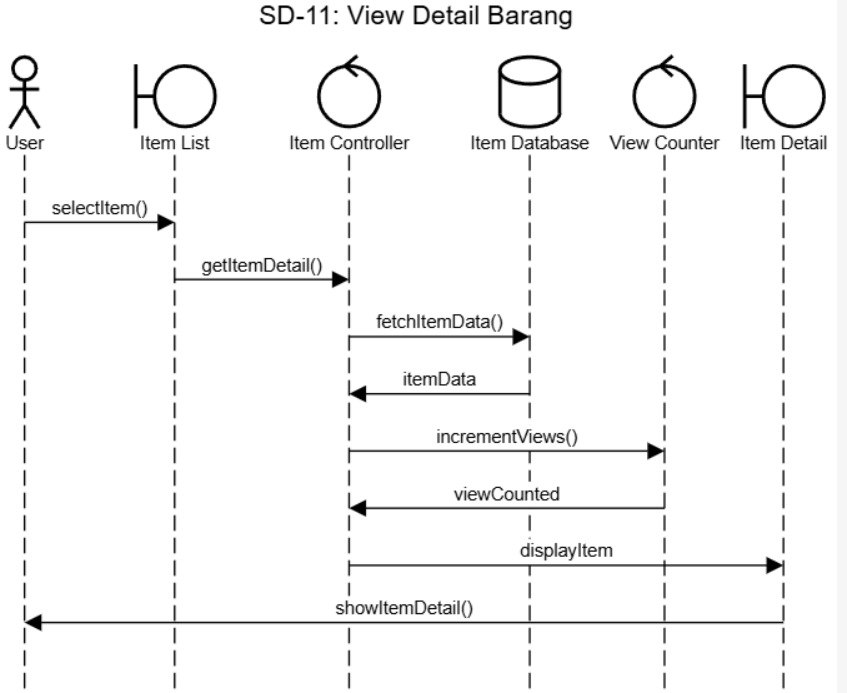 SD-11: View Detail Barang
User
Item List
Item Controller
Item Database
View Counter
Item Detail
selectItem()
getItemDetail()
fetchItemData()
itemData
incrementViews()
viewCounted
displayItem
showItemDetail()